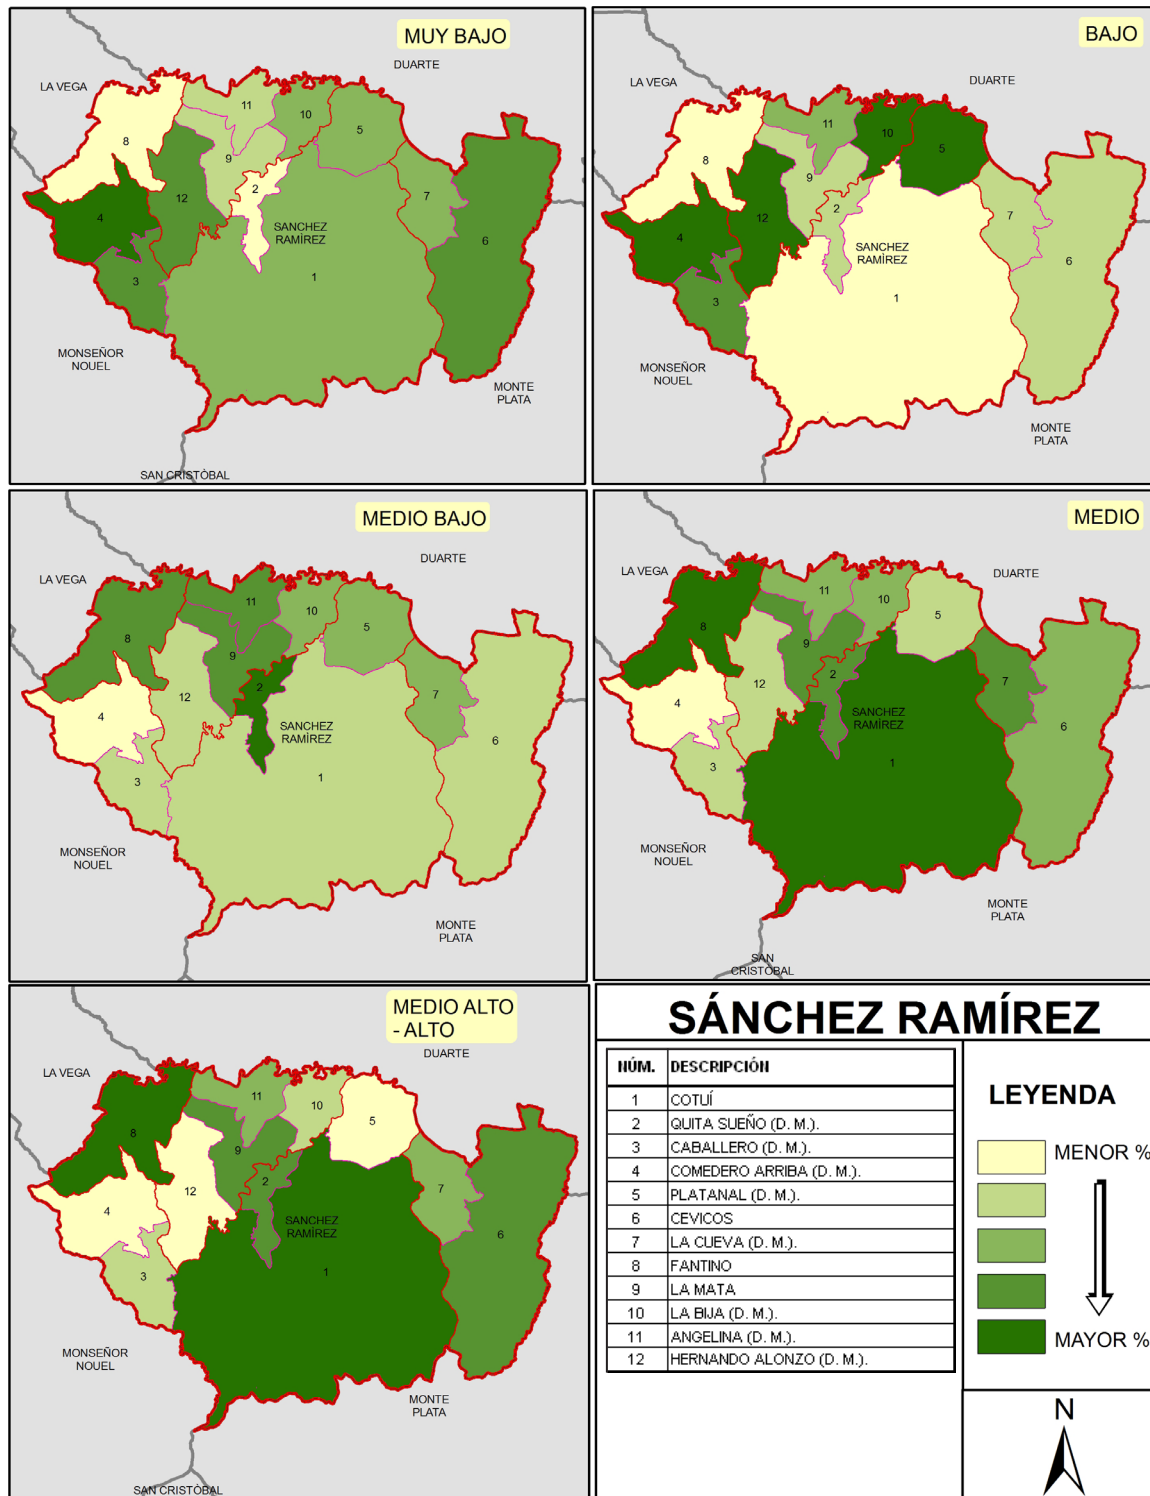 MUY BAJO
DUARTE
LA VEGA
11
10
5
8
9
2
7
12
4
SANCHEZ
RAMÍREZ
6
3
1
MONSEÑOR
NOUEL
MONTE
PLATA
SAN CRISTÒBAL
BAJO
DUARTE
LA VEGA
11
10
5
8
9
2
7
12
4
SANCHEZ
RAMÍREZ
6
3
1
MONSEÑOR
NOUEL
MONTE
PLATA
MEDIO BAJO
DUARTE
LA VEGA
11
10
5
8
9
2
7
12
4
SANCHEZ
RAMÍREZ
6
3
1
MONSEÑOR
NOUEL
MONTE
PLATA
MEDIO
DUARTE
LA VEGA
11
10
5
8
9
2
7
12
4
SANCHEZ
RAMÍREZ
6
3
1
MONSEÑOR
NOUEL
MONTE
PLATA
SAN
CRISTÓBAL
MEDIO ALTO
- ALTO
DUARTE
LA VEGA
11
10
5
8
9
2
7
12
4
SANCHEZ
RAMÍREZ
6
3
1
MONSEÑOR
NOUEL
MONTE
PLATA
SAN CRISTÒBAL
SÁNCHEZ RAMÍREZ
NÚM. DESCRIPCIÓN
1 COTUÍ
2 QUITA SUEÑO (D. M.).
3 CABALLERO (D. M.).
4 COMEDERO ARRIBA (D. M.).
5 PLATANAL (D. M.).
6 CEVICOS
7 LA CUEVA (D. M.).
8 FANTINO
9 LA MATA
10 LA BIJA (D. M.).
11 ANGELINA (D. M.).
12 HERNANDO ALONZO (D. M.).
LEYENDA
MENOR %
MAYOR %
N